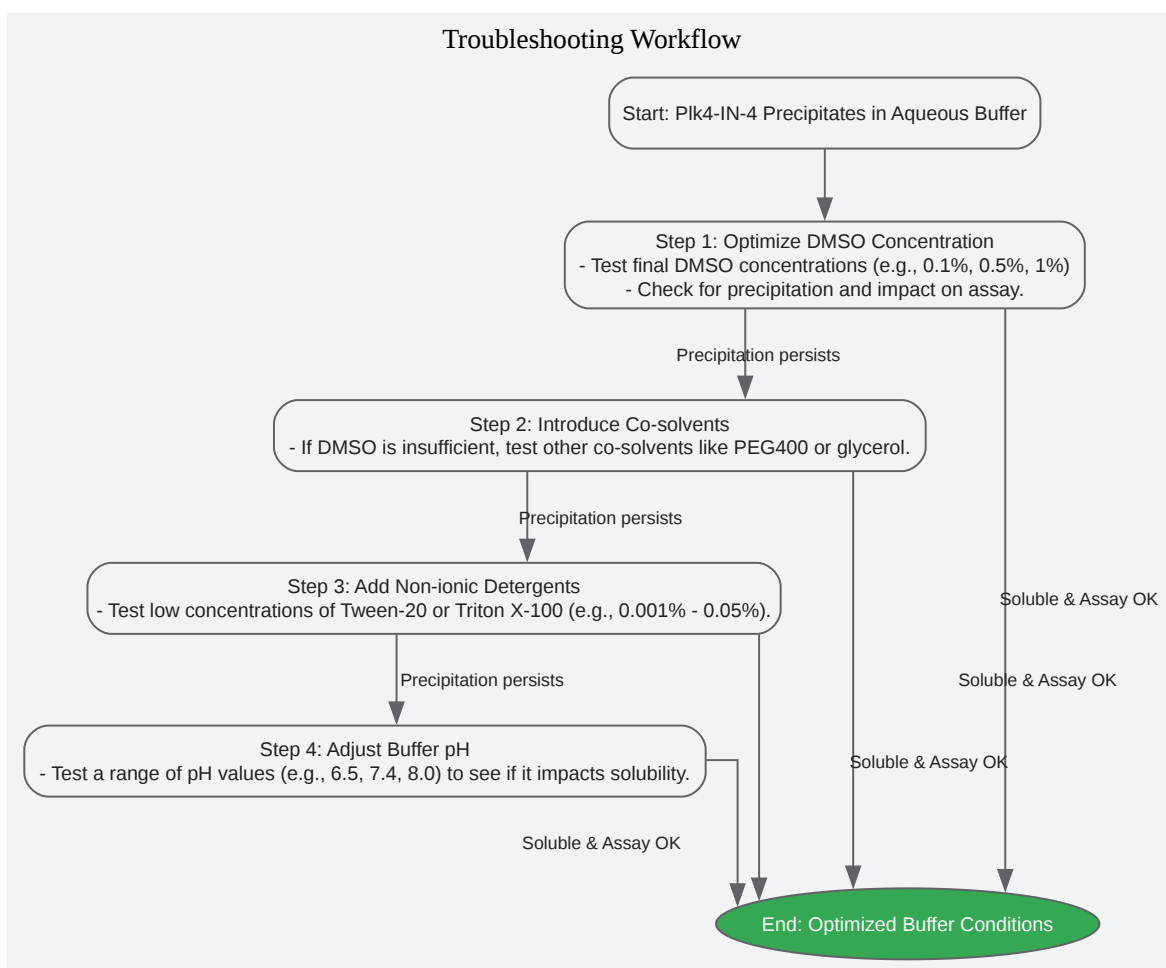 Troubleshooting Workflow
Start: Plk4-IN-4 Precipitates in Aqueous Buffer
Step 1: Optimize DMSO Concentration
- Test final DMSO concentrations (e.g., 0.1%, 0.5%, 1%)
- Check for precipitation and impact on assay.
Precipitation persists
Step 2: Introduce Co-solvents
- If DMSO is insufficient, test other co-solvents like PEG400 or glycerol.
Precipitation persists
Step 3: Add Non-ionic Detergents
- Test low concentrations of Tween-20 or Triton X-100 (e.g., 0.001% - 0.05%).
Soluble & Assay OK
Precipitation persists
Soluble & Assay OK
Step 4: Adjust Buffer pH
- Test a range of pH values (e.g., 6.5, 7.4, 8.0) to see if it impacts solubility.
Soluble & Assay OK
Soluble & Assay OK
End: Optimized Buffer Conditions